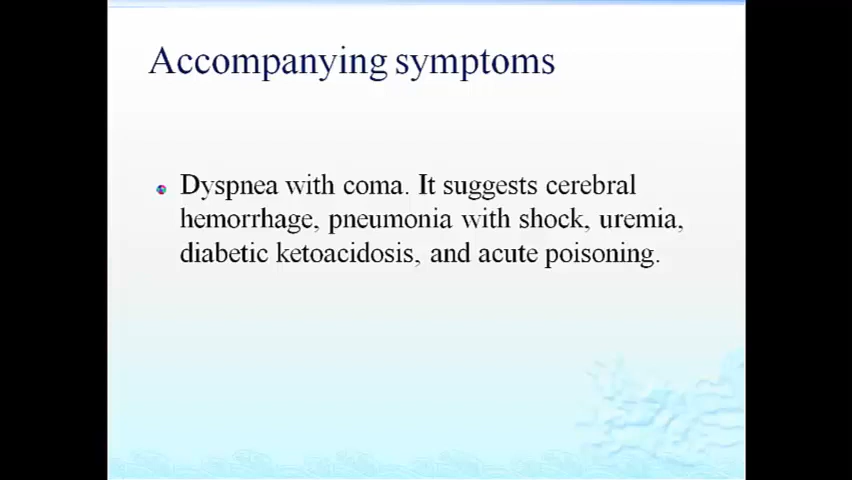 Accompanying symptoms
Dyspnea with coma. It suggests cerebral
hemorrhage, pneumonia with shock, uremia,
diabetic ketoacidosis, and acute poisoning.